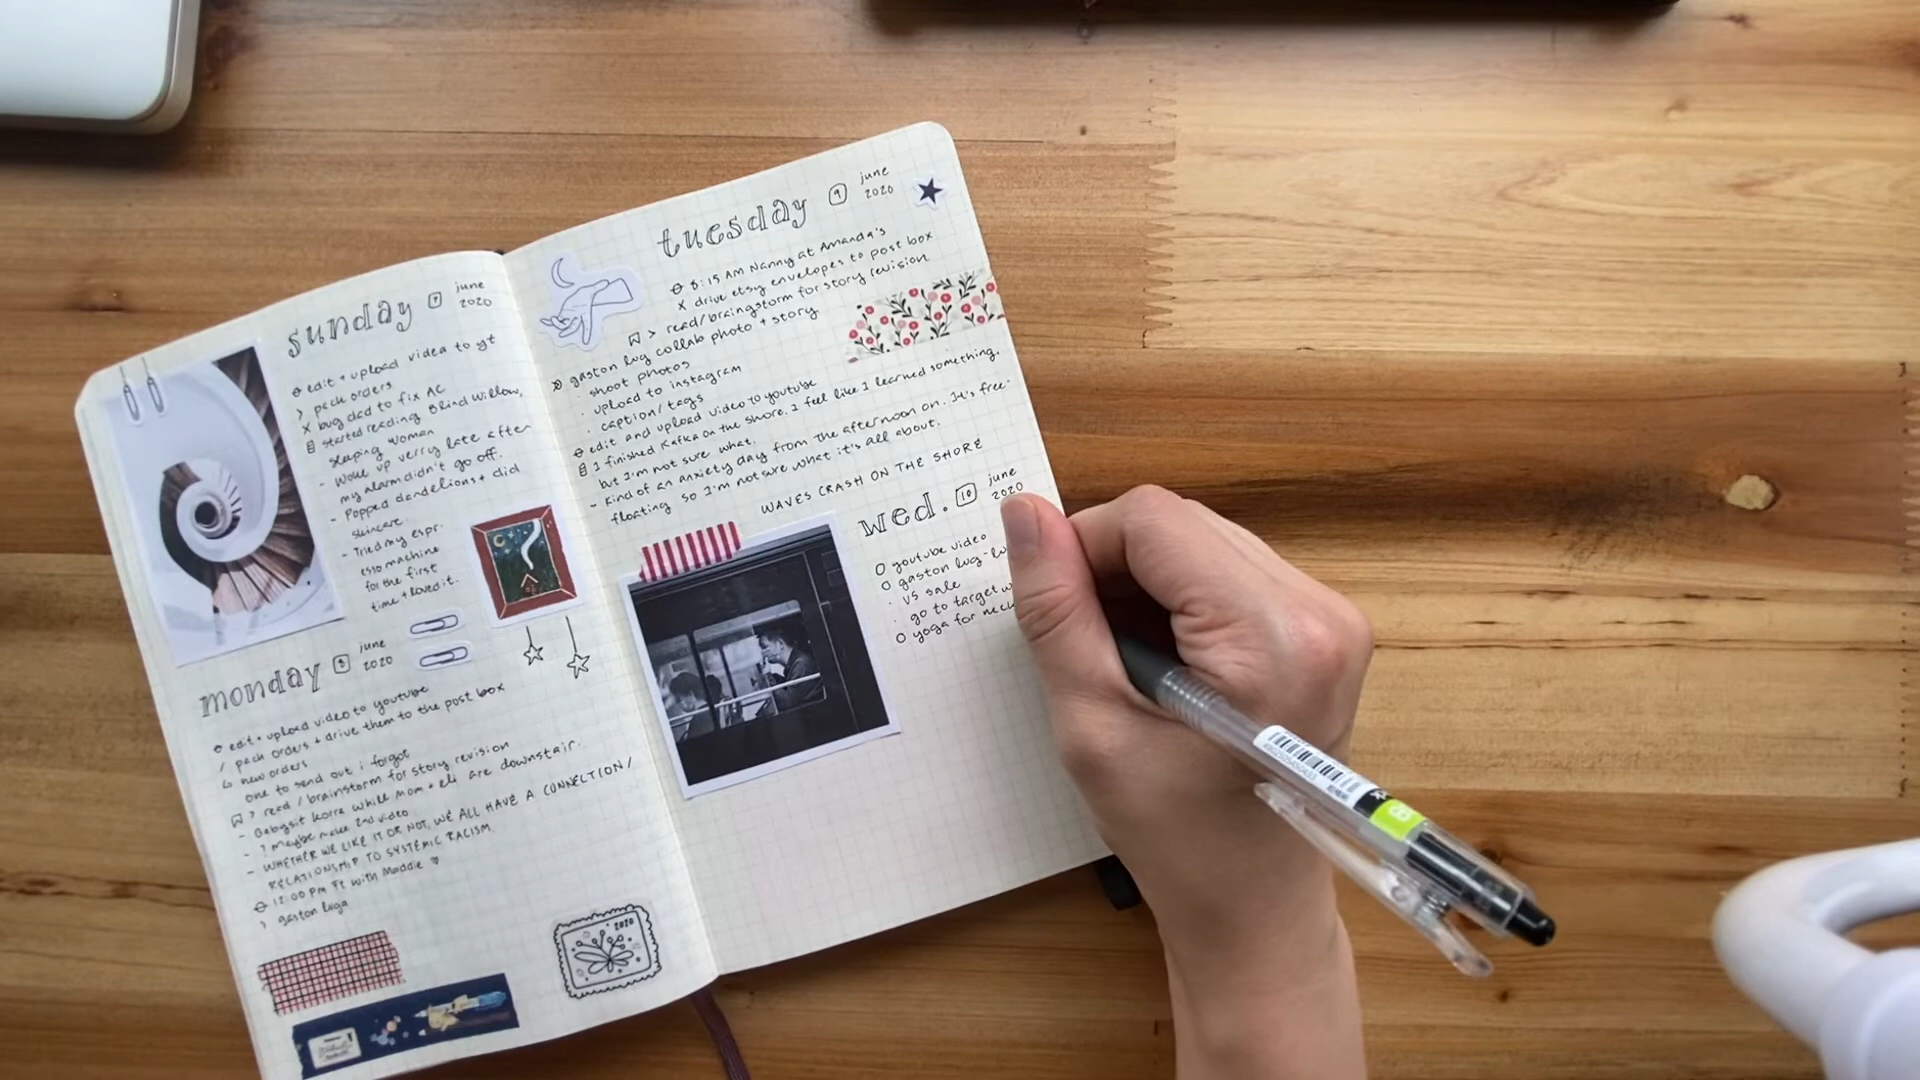 sunday 7 june
2020
edit + upload video to yt
> pack orders
x bug dad to fix AC
started reading Blind Willow,
sleeping Woman
- Woke up verry late after
my alarm didn't go off.
- Popped dandelions + did
skincare.
- Tried my espr-
esso machine
for the first
time + loved it.
monday 8 june
2020
edit + upload video to youtube
/ pack orders + drive them to the post box
↳ new orders
one to send out i forgot
> read / brainstorm for story revision
- Babysit Korra while Mom + eli are downstair.
- ? Maybe make 2nd video
- WHETHER WE LIKE IT OR NOT, WE ALL HAVE A CONNECTION/
RELATIONSHIP TO SYSTEMIC RACISM.
12:00 PM Ft with Maddie ♡
> gaston luga
2020
tuesday 9 june
2020
8:15 AM Nanny at Amanda's
x drive etsy envelopes to post box
> read/braingstorm for story revision
gaston lug collab photo + story
· shoot photos
· upload to instagram
· caption/tags
edit and upload video to youtube
I finished Kafka on the shore. I feel like I learned something,
but I'm not sure what.
- Kind of an anxiety day from the afternoon on. It's free-
floating so I'm not sure what it's all about.
WAVES CRASH ON THE SHORE
wed. 10 june
2020
O youtube video
O gaston lug-
· VS sale
· go to target
O yoga for neck